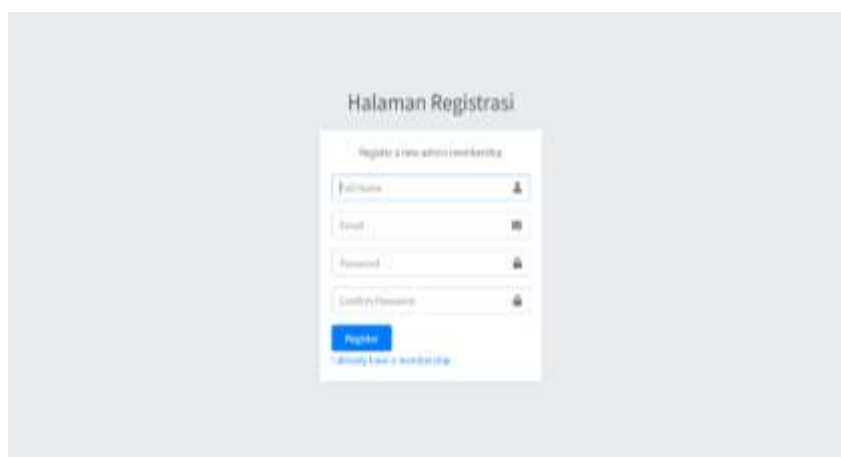 Halaman Registrasi
Register a new admin membership
Full name
Email
Password
Confirm Password
Register
I already have a membership